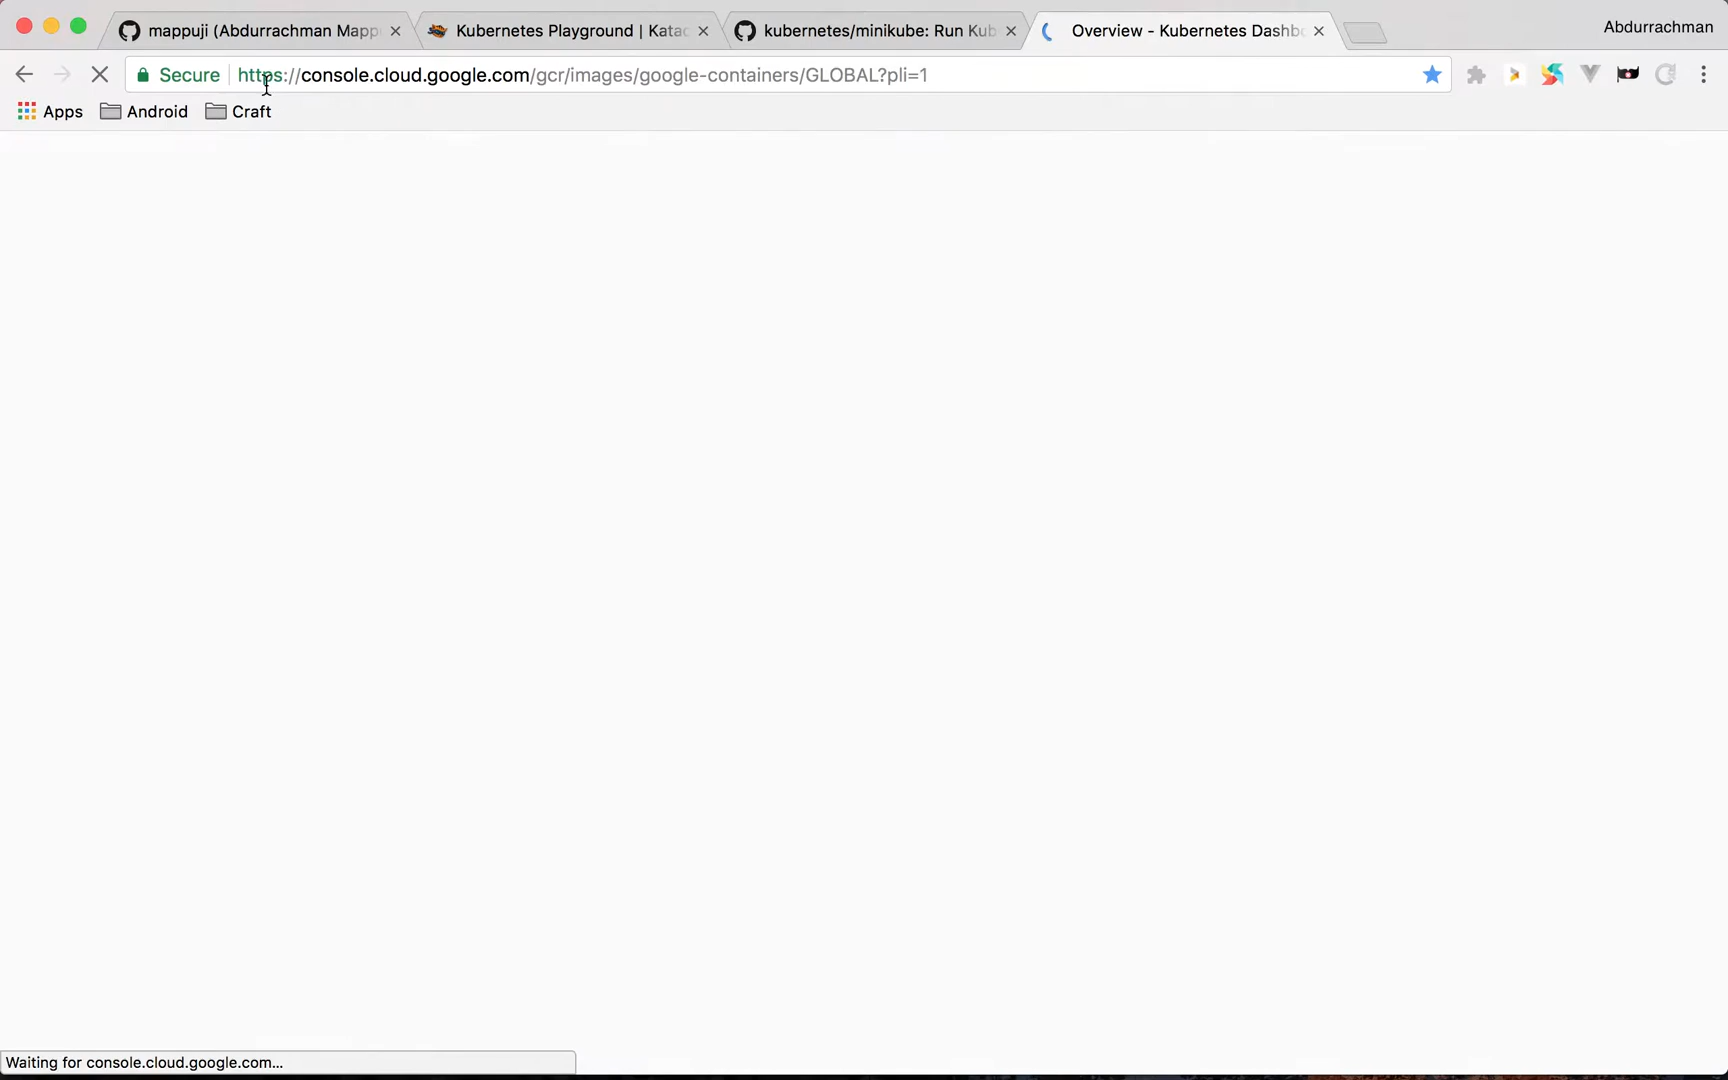 mappuji (Abdurrachman Mapp
Kubernetes Playground | Katac
kubernetes/minikube: Run Kub
Overview - Kubernetes Dashb
Abdurrachman
Secure
https://console.cloud.google.com/gcr/images/google-containers/GLOBAL?pli=1
Apps
Android
Craft
Waiting for console.cloud.google.com...